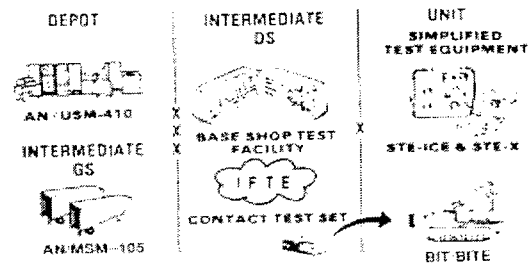 DEPOT
AN/USM-410
INTERMEDIATE
GS
AN/MSM-105
X
X
X
INTERMEDIATE
DS
BASE SHOP TEST
FACILITY
IFTE
CONTACT TEST SET
X
UNIT
SIMPLIFIED
TEST EQUIPMENT
STE-ICE & STE-X
BIT-BITE